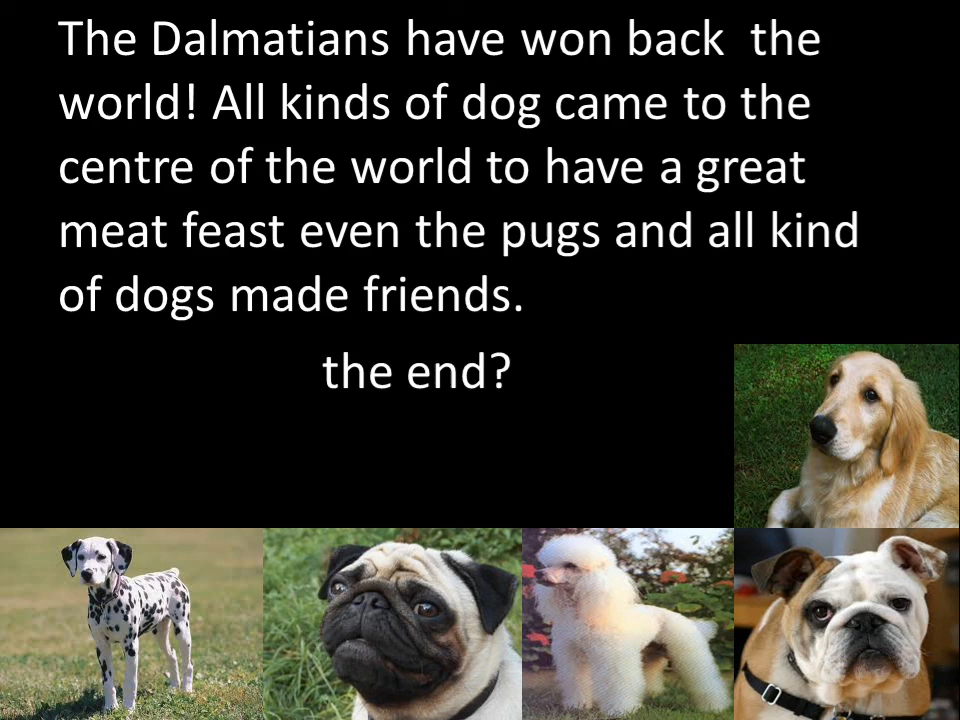 The Dalmatians have won back  the
world! All kinds of dog came to the
centre of the world to have a great
meat feast even the pugs and all kind
of dogs made friends.
the end?